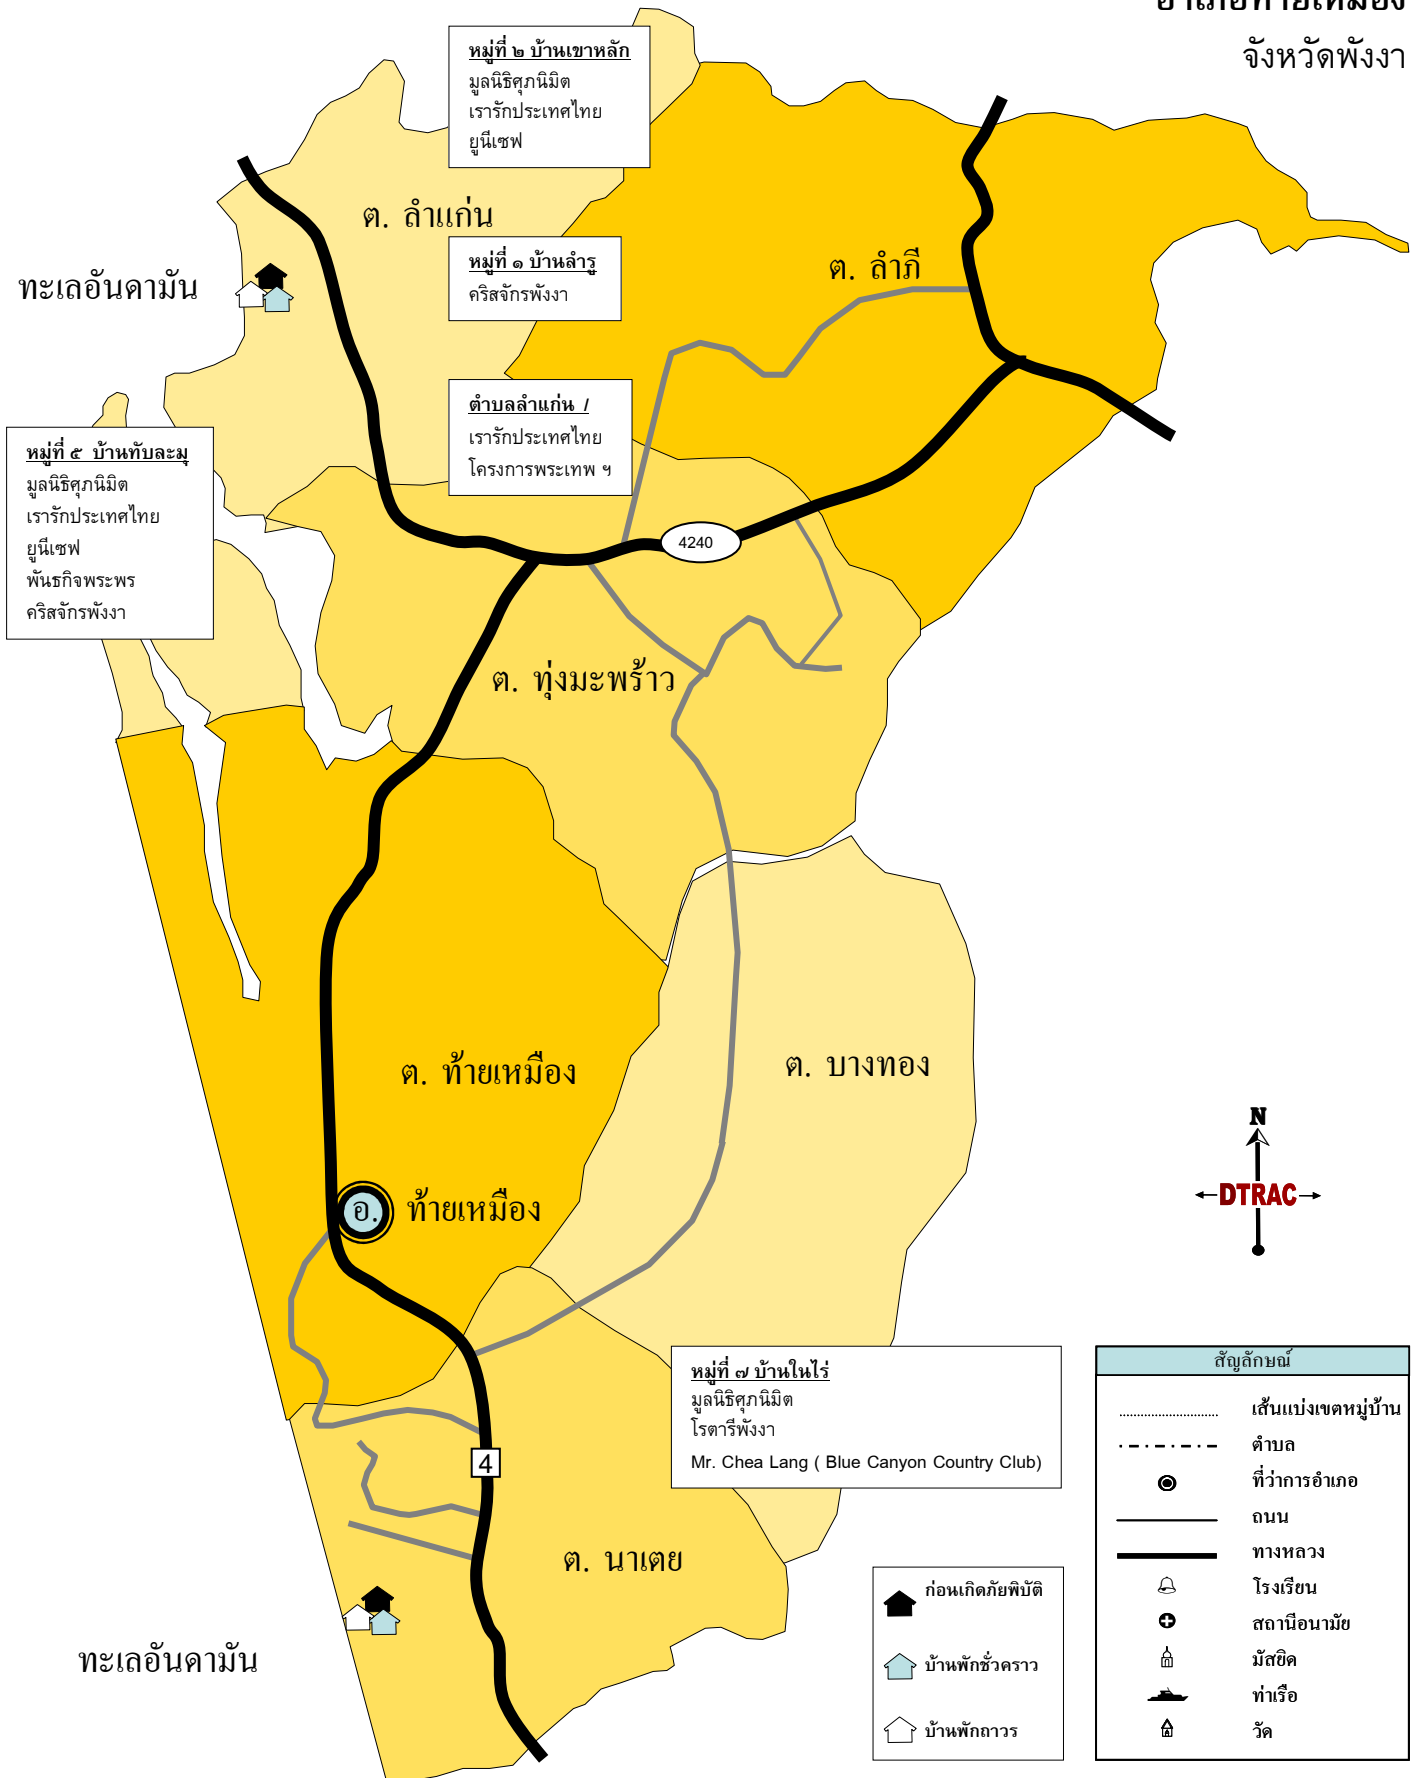 อำเภอท้ายเหมือง
จังหวัดพังงา
หมู่ที่ ๒ บ้านเขาหลัก
มูลนิธิศุภนิมิต
เรารักประเทศไทย
ยูนีเซฟ
ต. ลำแก่น
หมู่ที่ ๑ บ้านลำรู
คริสจักรพังงา
ต. ลำภี
ทะเลอันดามัน
ตำบลลำแก่น /
เรารักประเทศไทย
โครงการพระเทพ ฯ
หมู่ที่ ๕ บ้านทับละมุ
มูลนิธิศุภนิมิต
เรารักประเทศไทย
ยูนีเซฟ
พันธกิจพระพร
คริสจักรพังงา
4240
ต. ทุ่งมะพร้าว
ต. ท้ายเหมือง
ต. บางทอง
อ. ท้ายเหมือง
N
DTRAC
หมู่ที่ ๗ บ้านในไร่
มูลนิธิศุภนิมิต
โรตารีพังงา
Mr. Chea Lang ( Blue Canyon Country Club)
4
ต. นาเตย
ทะเลอันดามัน
ก่อนเกิดภัยพิบัติ
บ้านพักชั่วคราว
บ้านพักถาวร
สัญลักษณ์
เส้นแบ่งเขตหมู่บ้าน
ตำบล
ที่ว่าการอำเภอ
ถนน
ทางหลวง
โรงเรียน
สถานีอนามัย
มัสยิด
ท่าเรือ
วัด